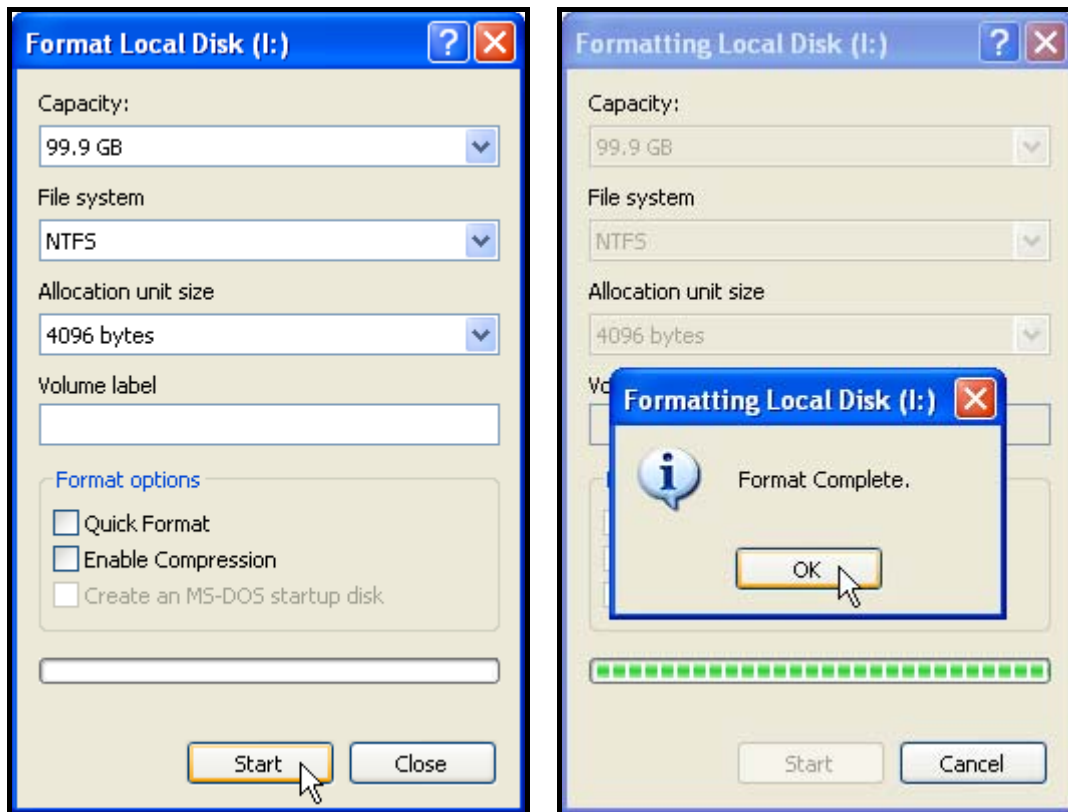 Format Local Disk (I:)
Capacity:
99.9 GB
File system
NTFS
Allocation unit size
4096 bytes
Volume label
Format options
Quick Format
Enable Compression
Create an MS-DOS startup disk
Start
Close
Formatting Local Disk (I:)
Capacity:
99.9 GB
File system
NTFS
Allocation unit size
4096 bytes
Formatting Local Disk (I:)
Format Complete.
OK
Start
Cancel